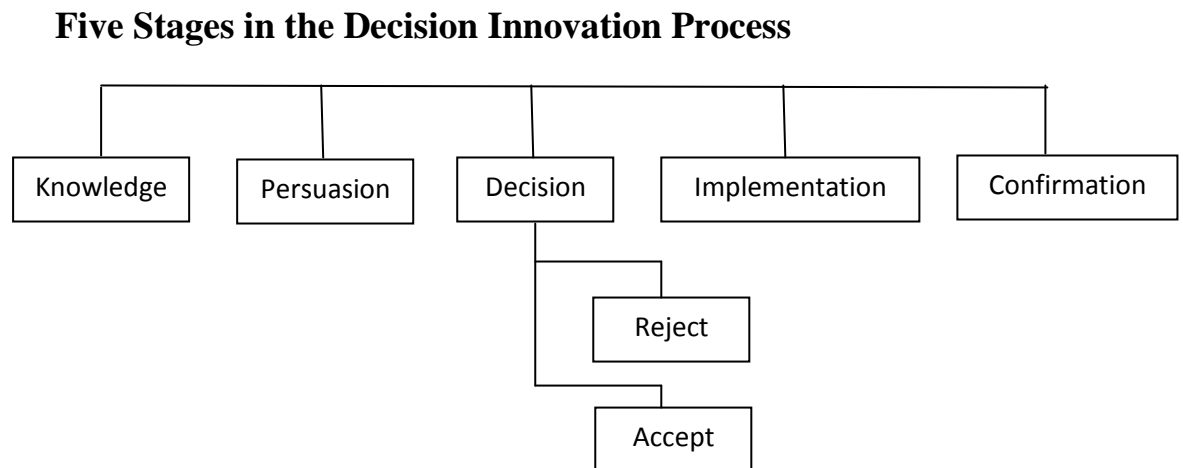 Five Stages in the Decision Innovation Process
Knowledge
Persuasion
Decision
Implementation
Confirmation
Reject
Accept